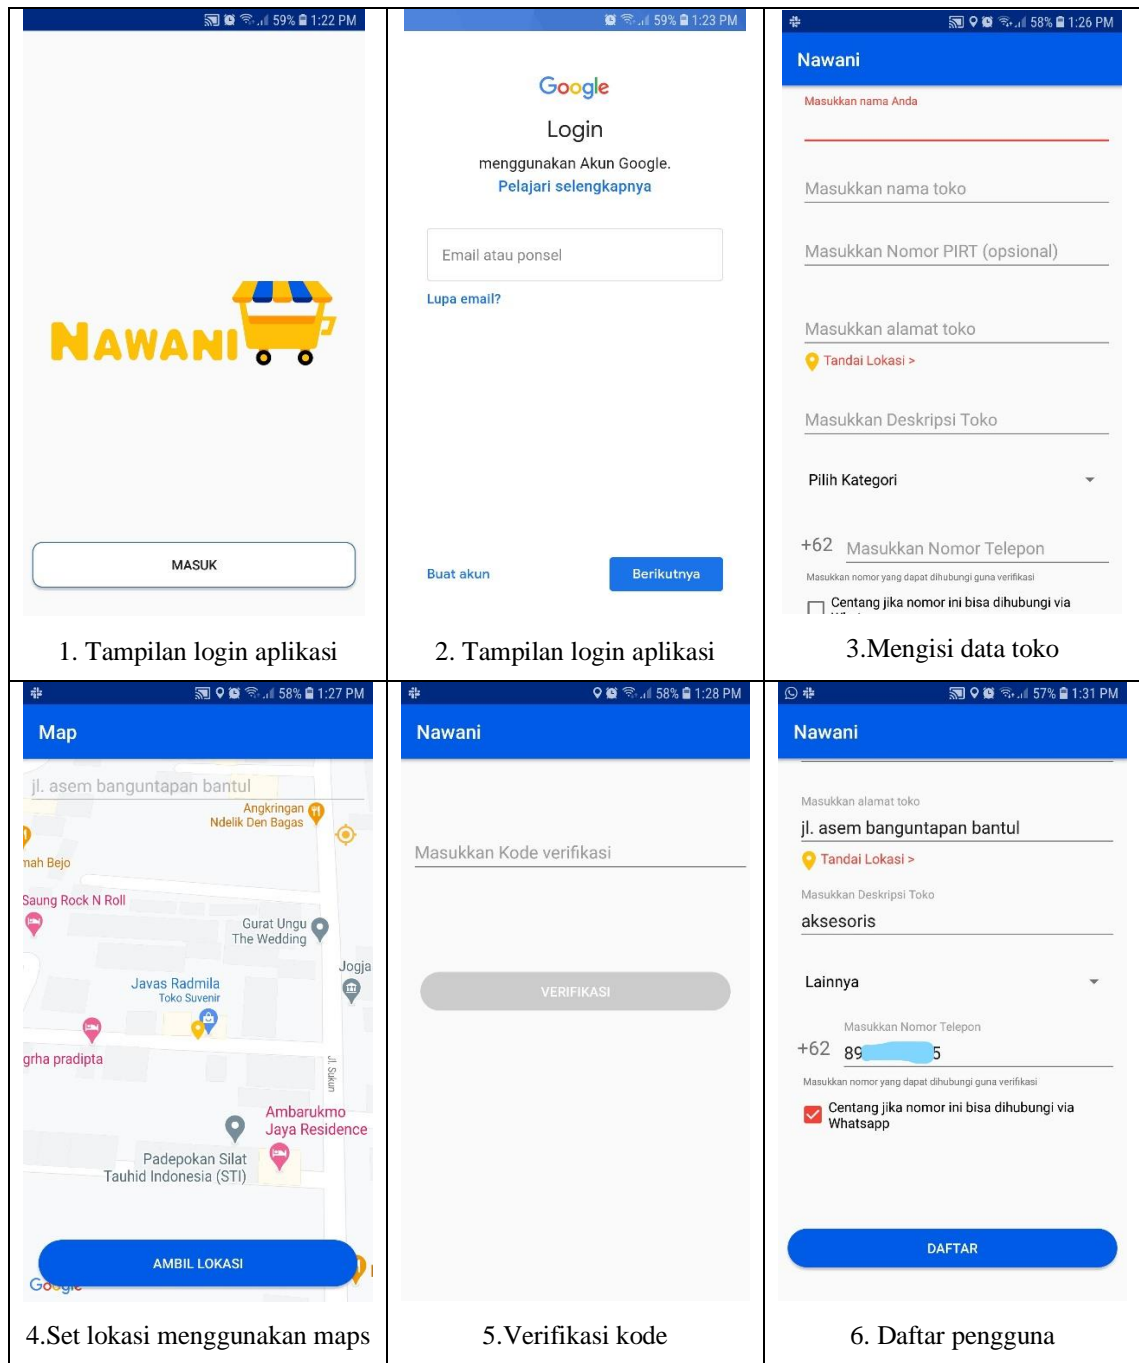 59% 1:22 PM
NAWANI
MASUK
1. Tampilan login aplikasi
59% 1:23 PM
Google
Login
menggunakan Akun Google.
Pelajari selengkapnya
Email atau ponsel
Lupa email?
Buat akun
Berikutnya
2. Tampilan login aplikasi
58% 1:26 PM
Nawani
Masukkan nama Anda
Masukkan nama toko
Masukkan Nomor PIRT (opsional)
Masukkan alamat toko
Tandai Lokasi >
Masukkan Deskripsi Toko
Pilih Kategori
+62 Masukkan Nomor Telepon
Masukkan nomor yang dapat dihubungi guna verifikasi
Centang jika nomor ini bisa dihubungi via
3.Mengisi data toko
58% 1:27 PM
Map
jl. asem banguntapan bantul
Angkringan
Ndelik Den Bagas
mah Bejo
Saung Rock N Roll
Gurat Ungu
The Wedding
Jogja
Javas Radmila
Toko Suvenir
grha pradipta
Jl. Sukun
Ambarukmo
Jaya Residence
Padepokan Silat
Tauhid Indonesia (STI)
AMBIL LOKASI
Google
4.Set lokasi menggunakan maps
58% 1:28 PM
Nawani
Masukkan Kode verifikasi
VERIFIKASI
5.Verifikasi kode
57% 1:31 PM
Nawani
Masukkan alamat toko
jl. asem banguntapan bantul
Tandai Lokasi >
Masukkan Deskripsi Toko
aksesoris
Lainnya
Masukkan Nomor Telepon
+62 89 5
Masukkan nomor yang dapat dihubungi guna verifikasi
Centang jika nomor ini bisa dihubungi via
Whatsapp
DAFTAR
6. Daftar pengguna